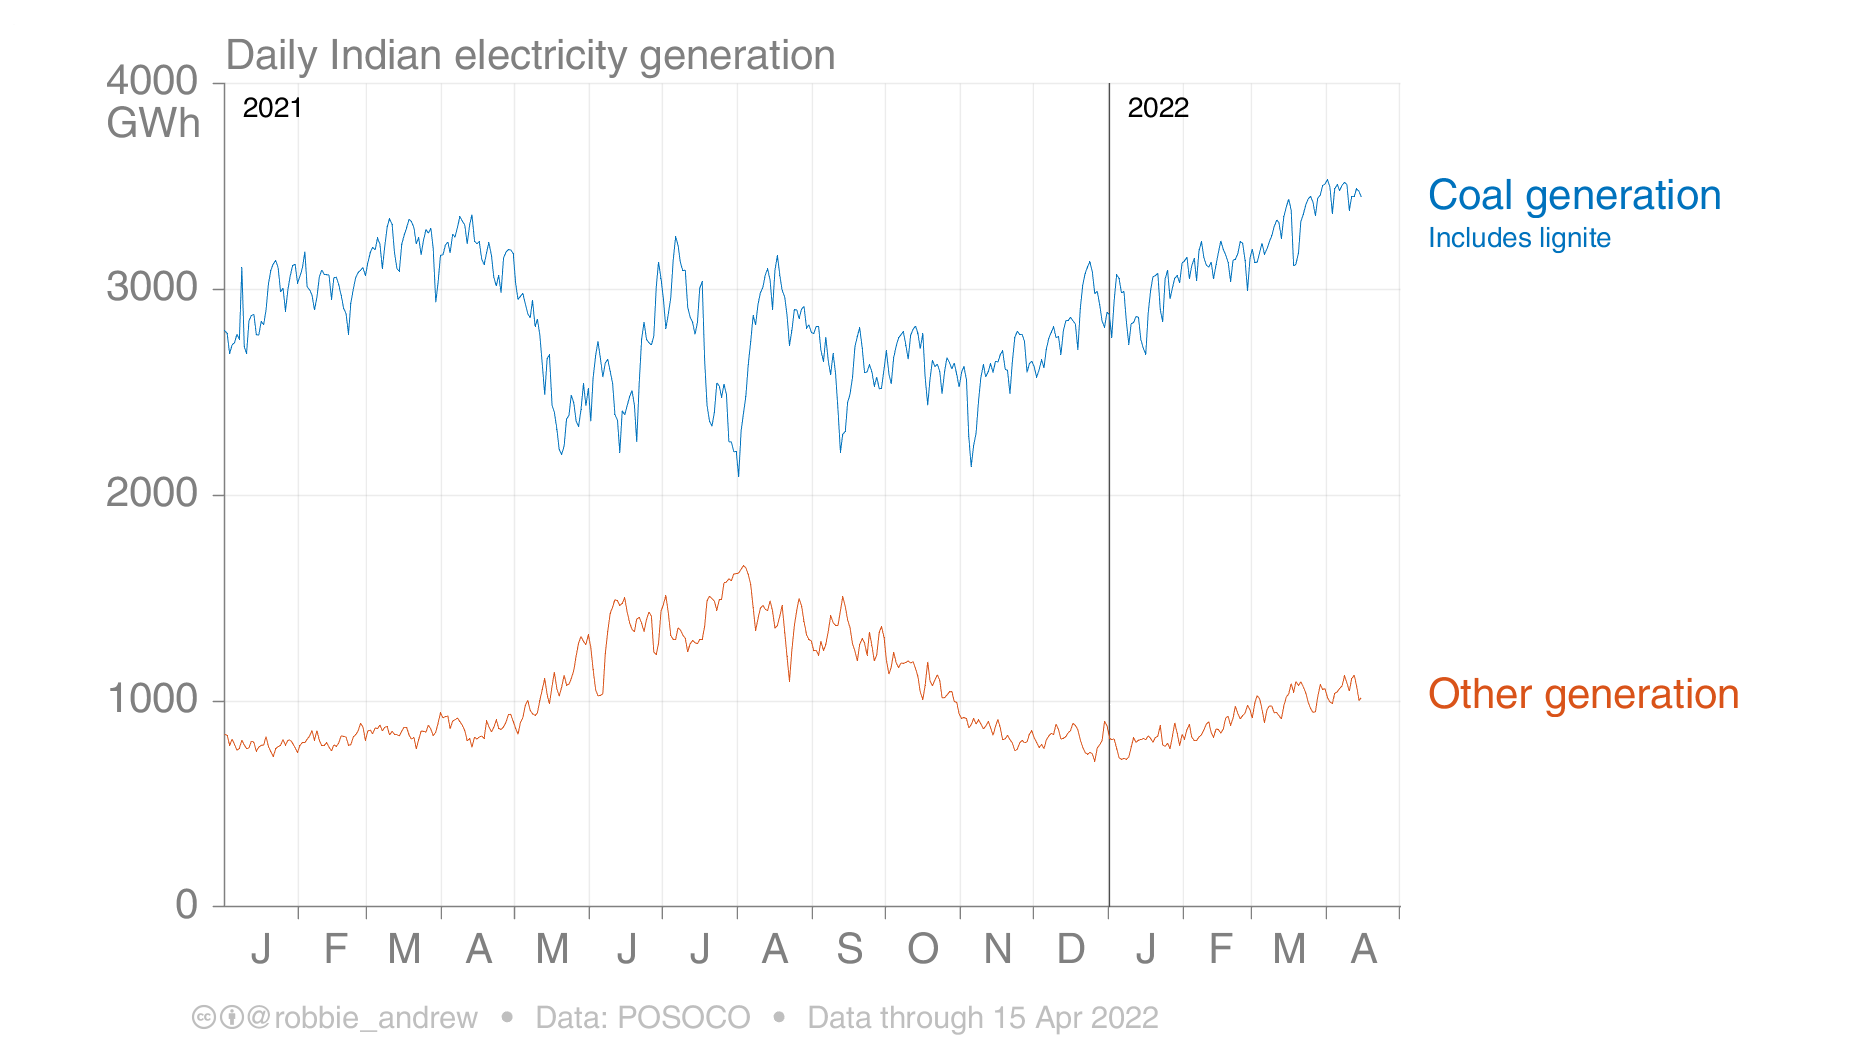 Daily Indian electricity generation
4000
GWh
2021
2022
Coal generation
Includes lignite
3000
2000
Other generation
1000
0
J F M A M J J A S O N D J F M A
cc @robbie_andrew • Data: POSOCO • Data through 15 Apr 2022